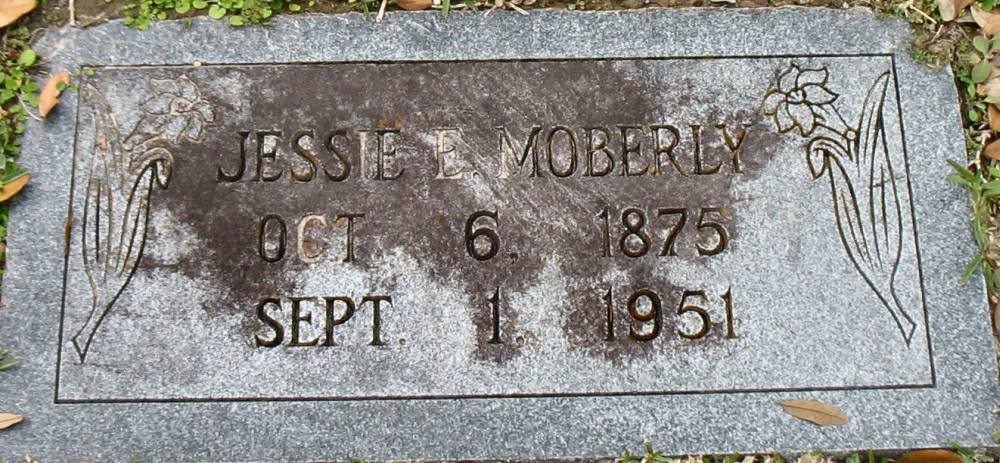 JESSIE E. MOBERLY
OCT 6, 1875
SEPT. 1, 1951